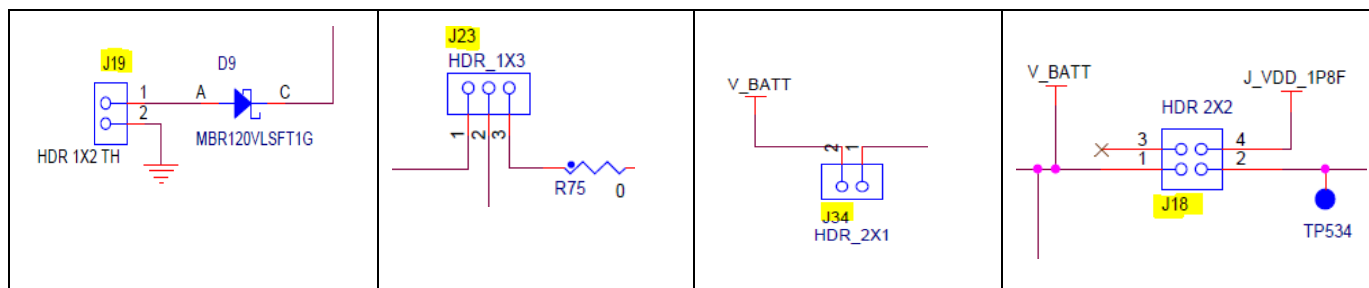 J19
D9
1
A
C
2
MBR120VLSFT1G
HDR 1X2 TH
J23
HDR_1X3
1
2
3
R75
0
V_BATT
2
1
J34
HDR_2X1
V_BATT
J_VDD_1P8F
HDR 2X2
3
4
1
2
J18
TP534